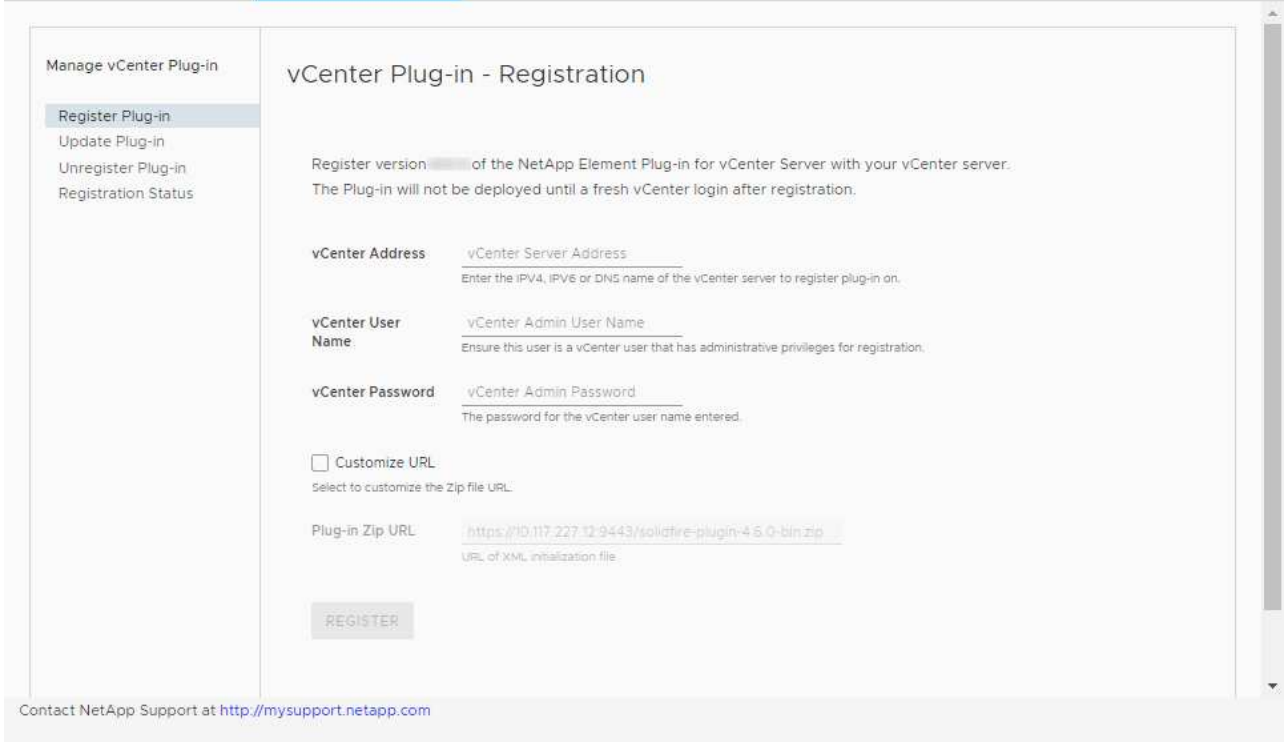 Manage vCenter Plug-in
Register Plug-in
Update Plug-in
Unregister Plug-in
Registration Status
vCenter Plug-in - Registration
Register version of the NetApp Element Plug-in for vCenter Server with your vCenter server.
The Plug-in will not be deployed until a fresh vCenter login after registration.
vCenter Address
vCenter Server Address
Enter the IPV4, IPV6 or DNS name of the vCenter server to register plug-in on.
vCenter User
Name
vCenter Admin User Name
Ensure this user is a vCenter user that has administrative privileges for registration.
vCenter Password
vCenter Admin Password
The password for the vCenter user name entered.
Customize URL
Select to customize the Zip file URL.
Plug-in Zip URL
https://10.117.227.12:9443/solidfire-plugin-4.6.0-bin.zip
URL of XML initialization file
REGISTER
Contact NetApp Support at http://mysupport.netapp.com